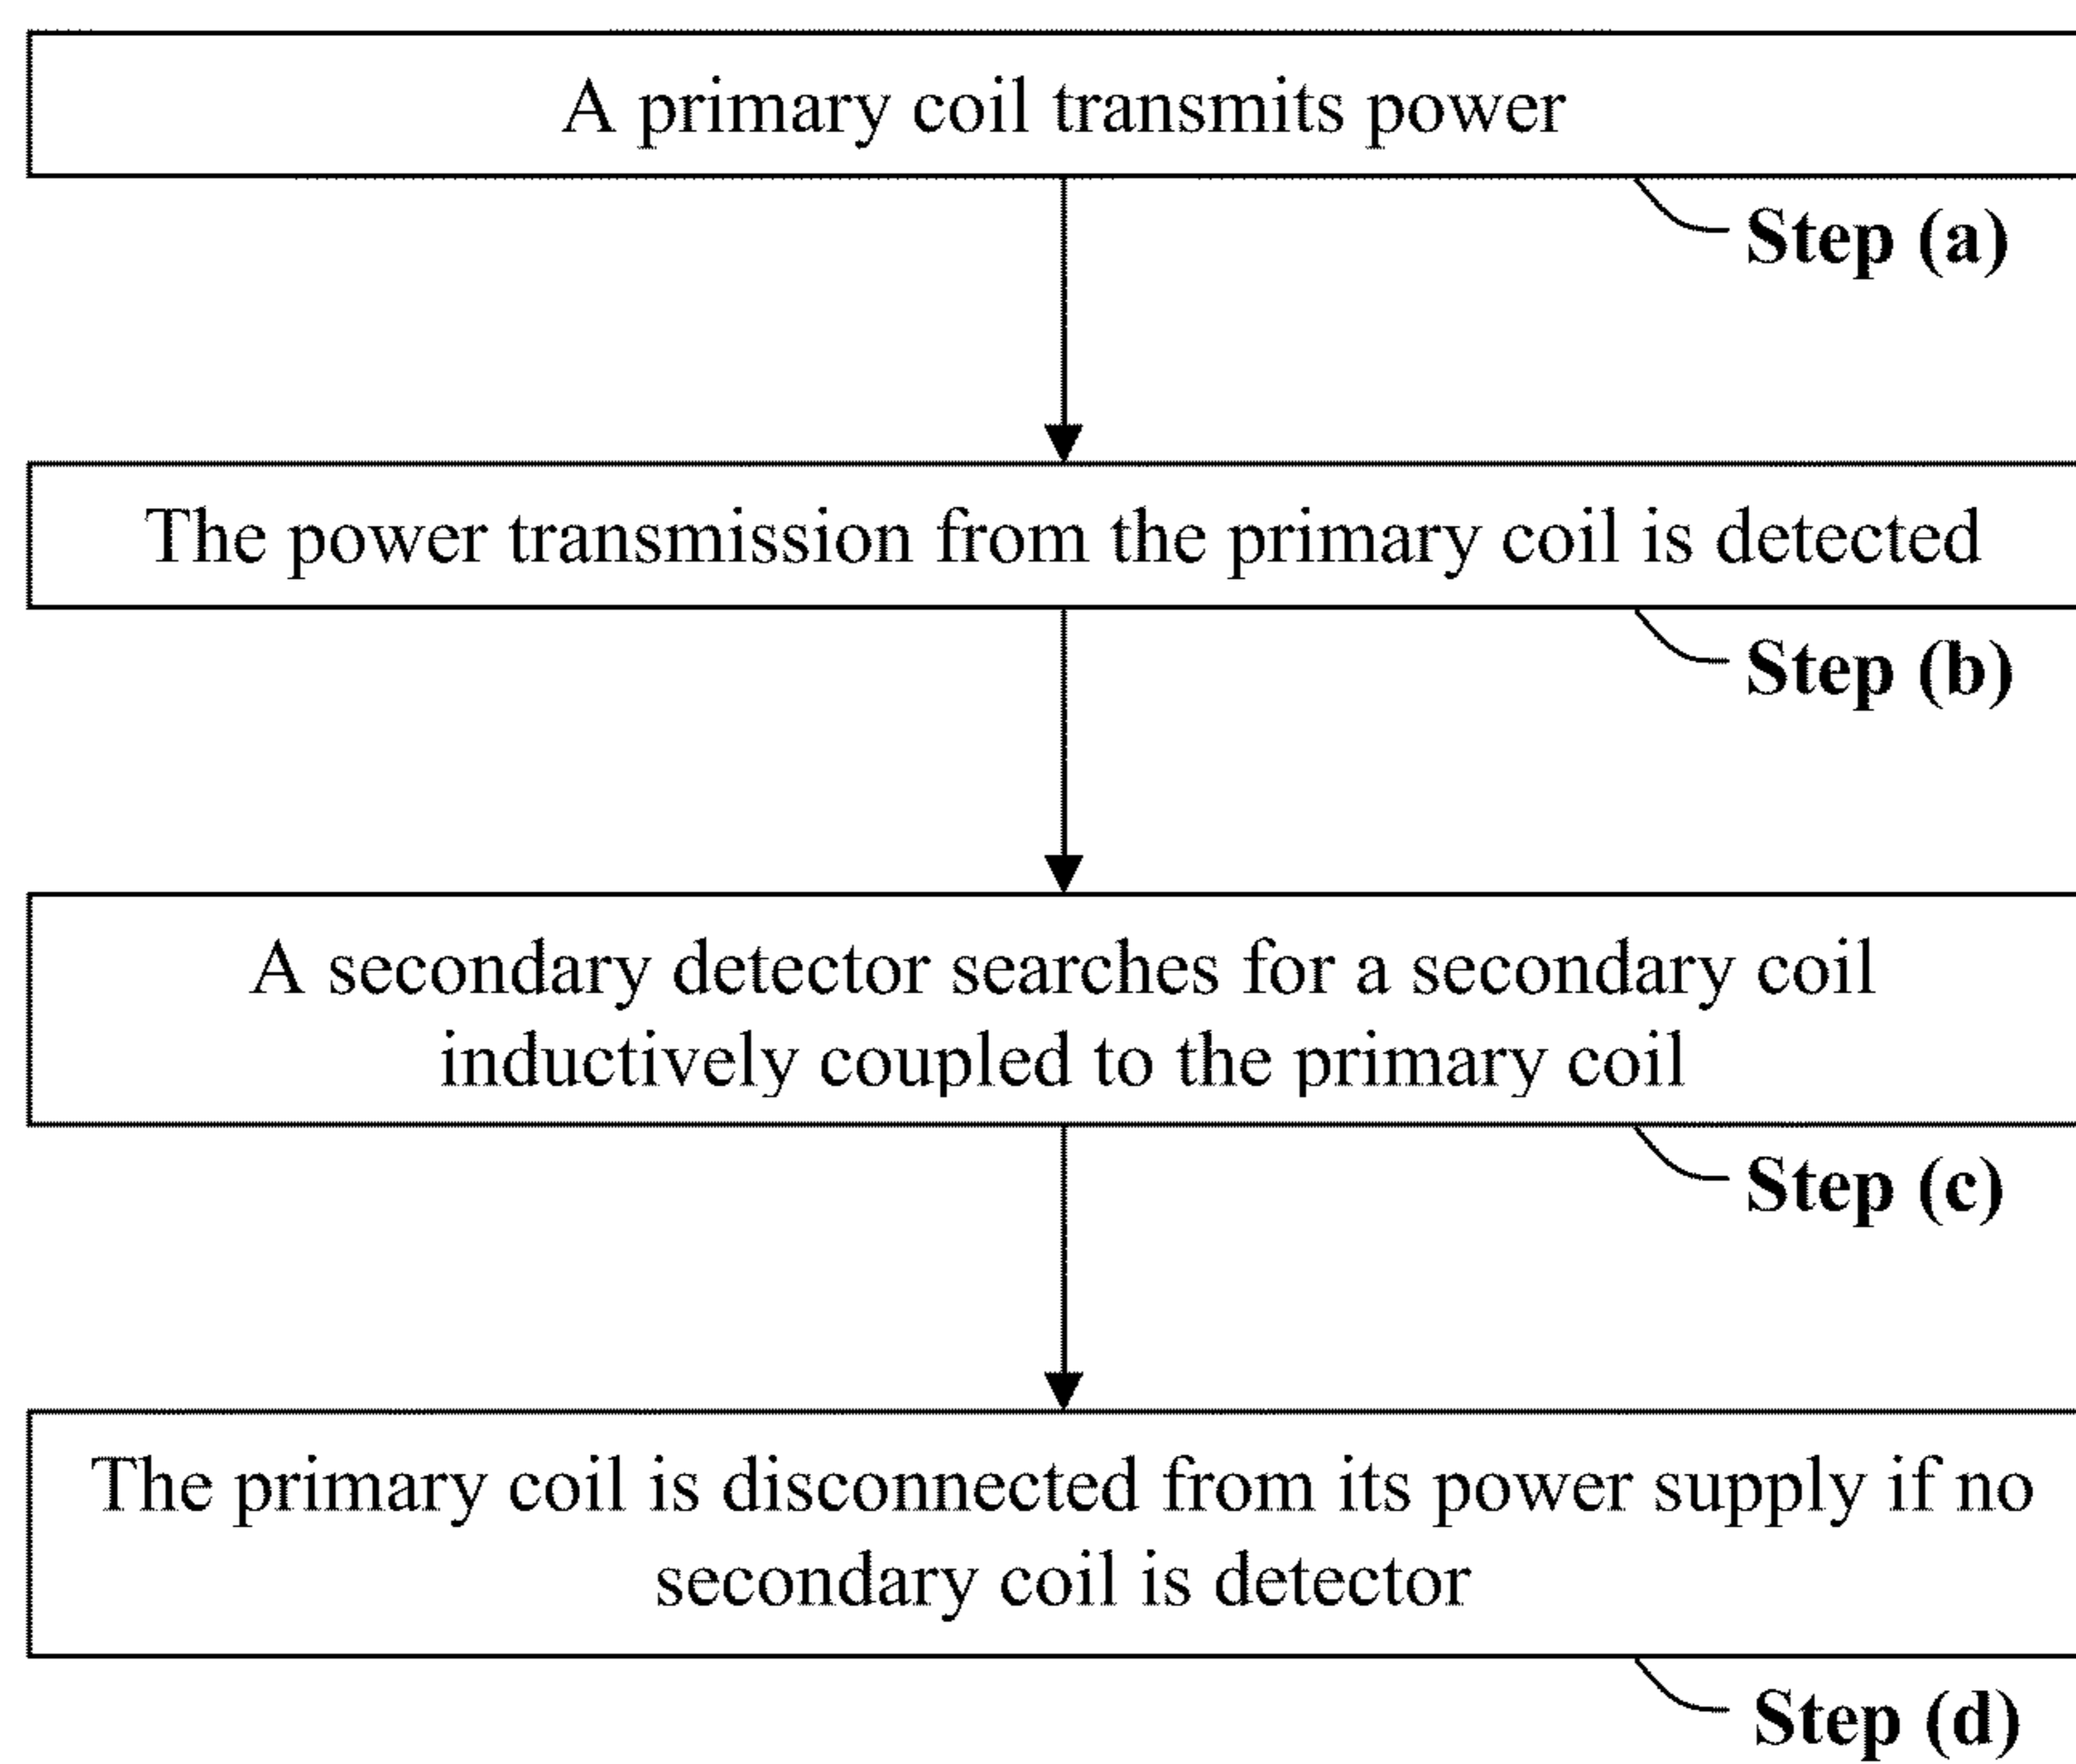 A primary coil transmits power
Step (a)
The power transmission from the primary coil is detected
Step (b)
A secondary detector searches for a secondary coil
inductively coupled to the primary coil
Step (c)
The primary coil is disconnected from its power supply if no
secondary coil is detector
Step (d)